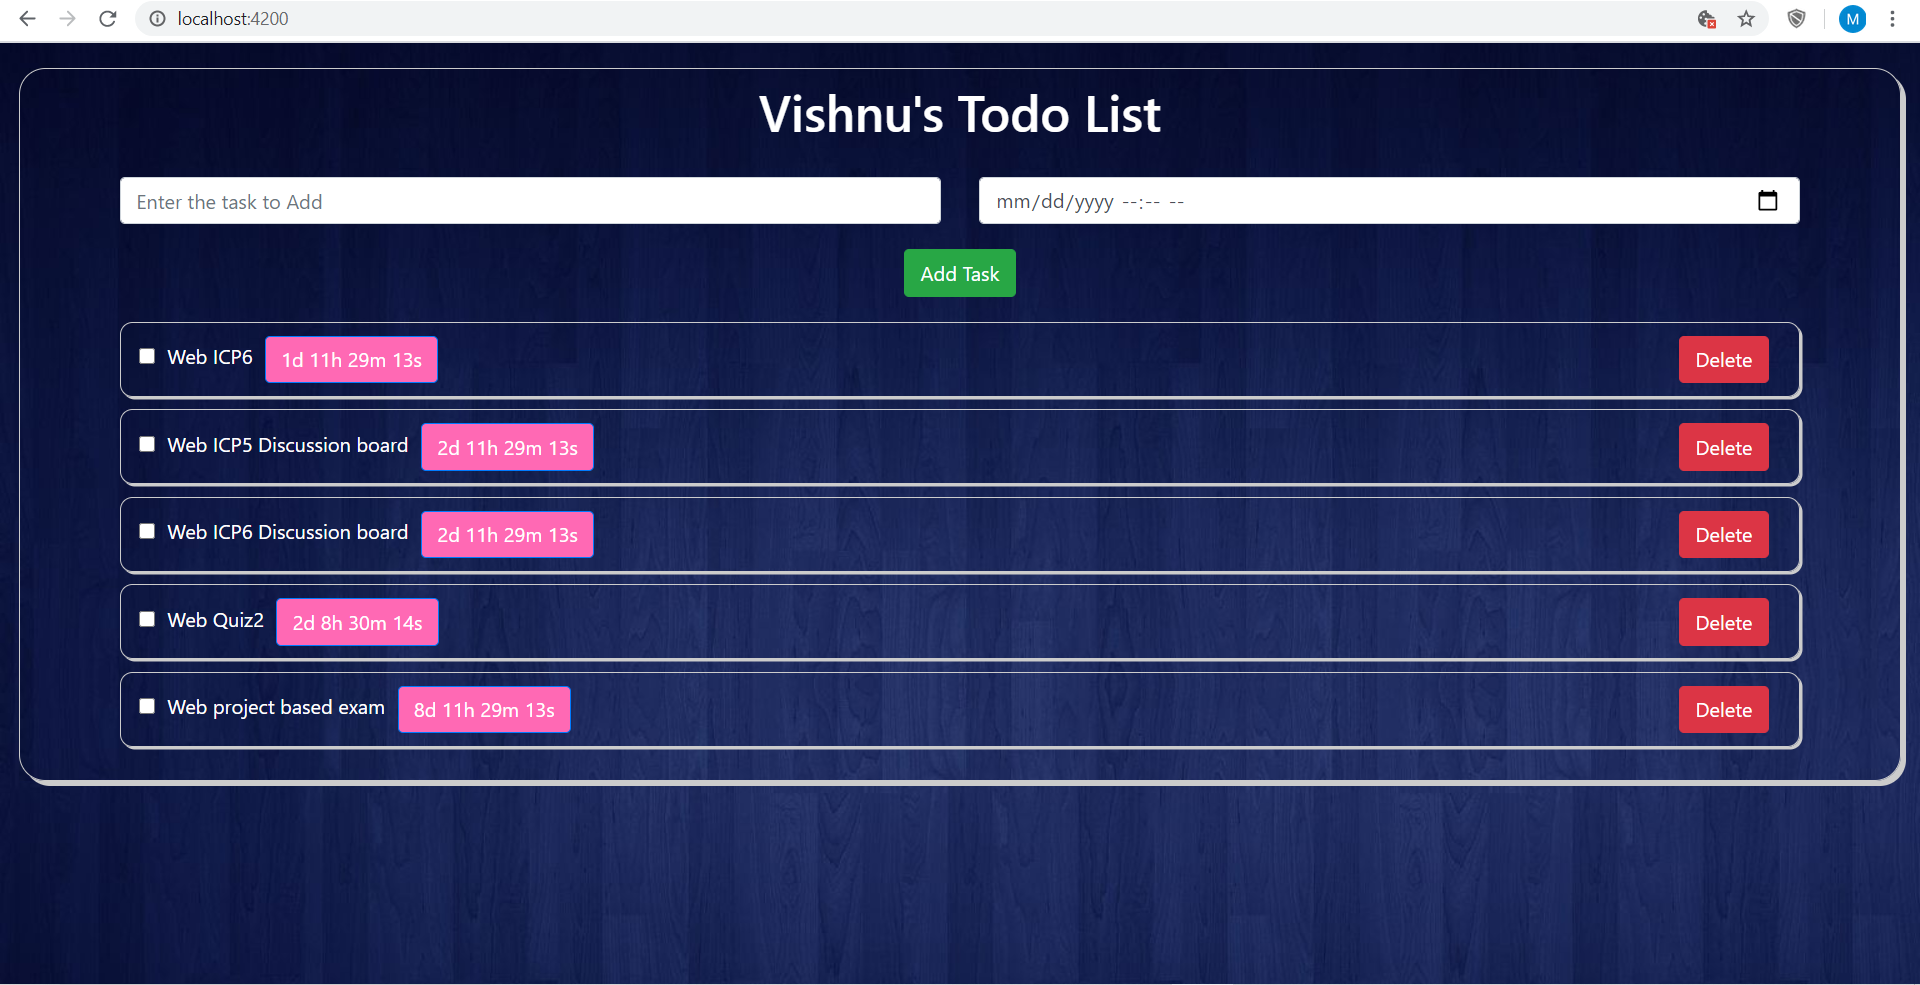 localhost:4200
M
Vishnu's Todo List
Enter the task to Add
mm/dd/yyyy --:-- --
Add Task
Web ICP6 1d 11h 29m 13s Delete
Web ICP5 Discussion board 2d 11h 29m 13s Delete
Web ICP6 Discussion board 2d 11h 29m 13s Delete
Web Quiz2 2d 8h 30m 14s Delete
Web project based exam 8d 11h 29m 13s Delete